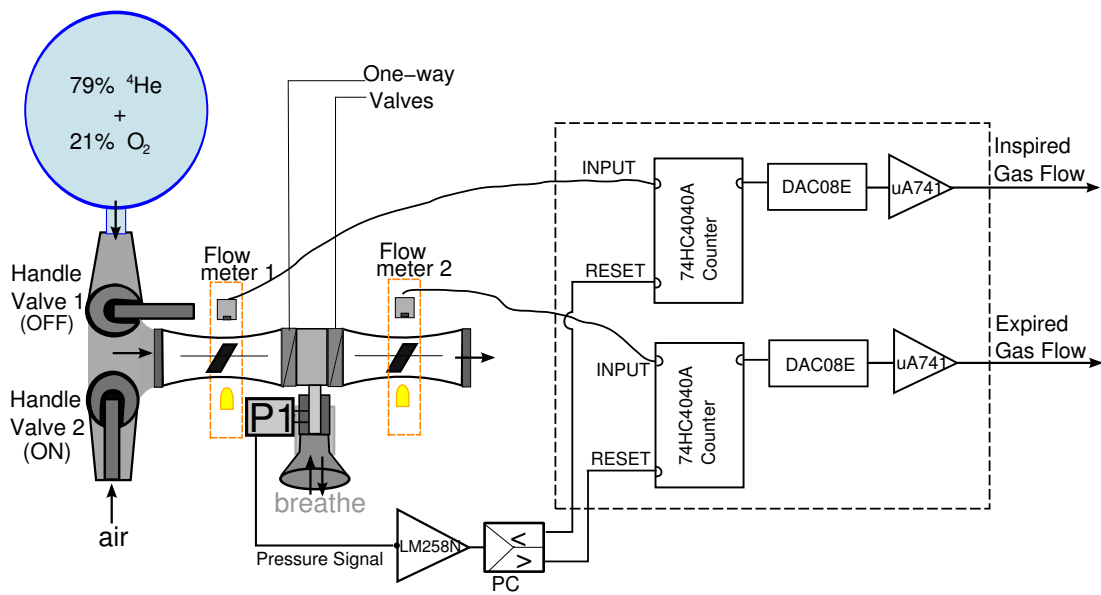 79% ⁴He
+
21% O₂
One−way
Valves
Handle
Valve 1
(OFF)
Flow
meter 1
Flow
meter 2
Handle
Valve 2
(ON)
air
P1
breathe
Pressure Signal
LM258N
<
>
PC
INPUT
RESET
74HC4040A
Counter
DAC08E
uA741
Inspired
Gas Flow
INPUT
RESET
74HC4040A
Counter
DAC08E
uA741
Expired
Gas Flow